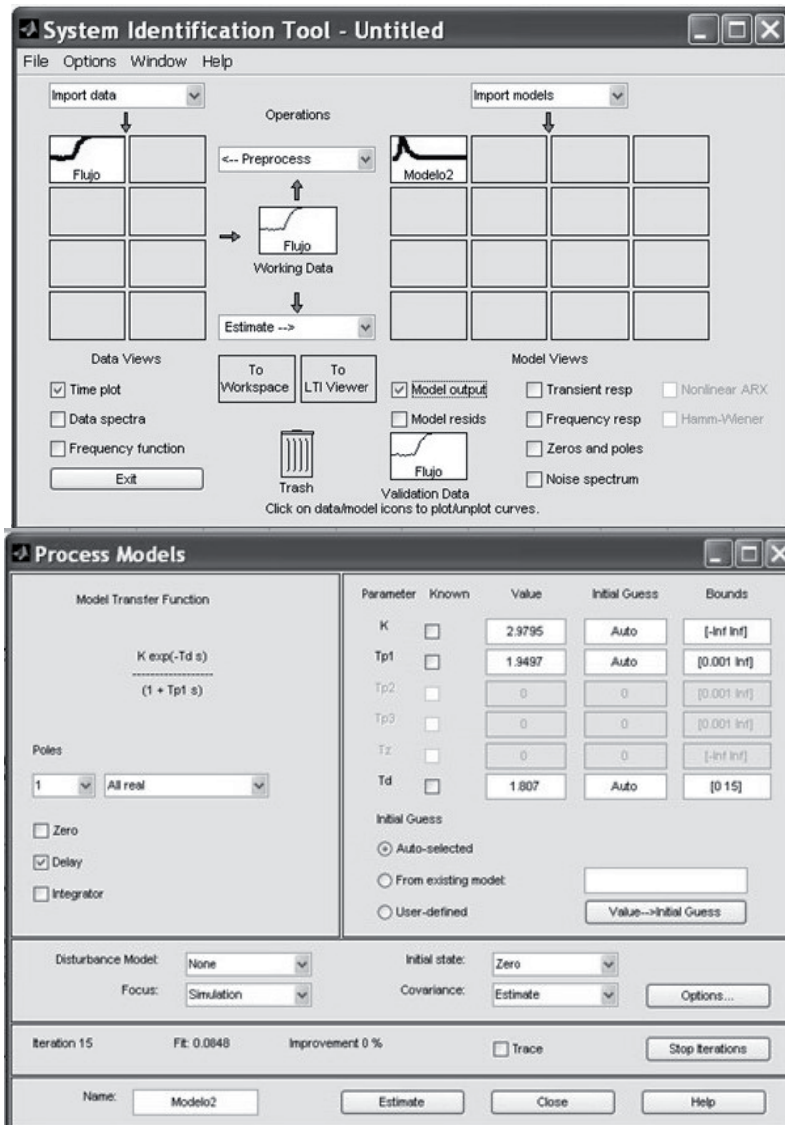 System Identification Tool - Untitled
File Options Window Help
Import data
Import models
Operations
<-- Preprocess
Flujo
Modelo2
Flujo
Working Data
Estimate -->
Data Views
To Workspace
To LTI Viewer
Model Views
Time plot
Data spectra
Frequency function
Exit
Trash
Model output
Model resids
Transient resp
Frequency resp
Zeros and poles
Noise spectrum
Nonlinear ARX
Hamm-Wiener
Flujo
Validation Data
Click on data/model icons to plot/unplot curves.
Process Models
Model Transfer Function
K exp(-Td s)
------------------
(1 + Tp1 s)
Poles
1 All real
Zero
Delay
Integrator
Parameter Known Value Initial Guess Bounds
K 2.9795 Auto [-Inf Inf]
Tp1 1.9497 Auto [0.001 Inf]
Tp2 0 0 [0.001 Inf]
Tp3 0 0 [0.001 Inf]
Tz 0 0 [-Inf Inf]
Td 1.807 Auto [0 15]
Initial Guess
Auto-selected
From existing model:
User-defined
Value-->Initial Guess
Disturbance Model: None Initial state: Zero
Focus: Simulation Covariance: Estimate Options...
Iteration 15 Fit: 0.0848 Improvement 0 % Trace Stop Iterations
Name: Modelo2 Estimate Close Help